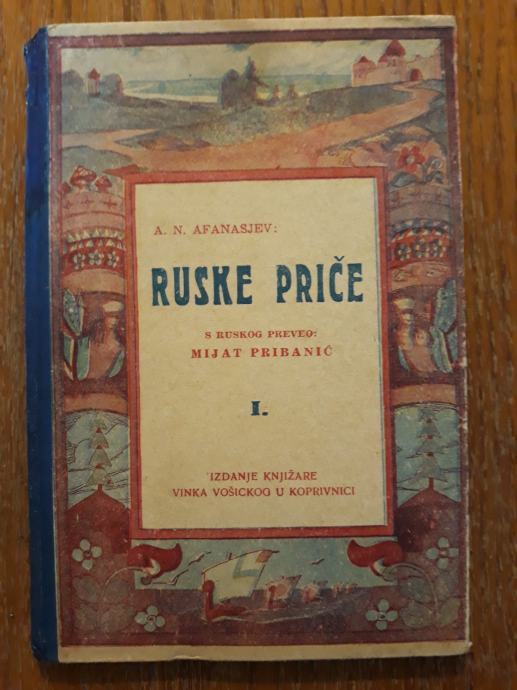 A. N. AFANASJEV:
RUSKE PRIČE
S RUSKOG PREVEO:
MIJAT PRIBANIĆ
I.
IZDANJE KNJIŽARE
VINKA VOŠICKOG U KOPRIVNICI